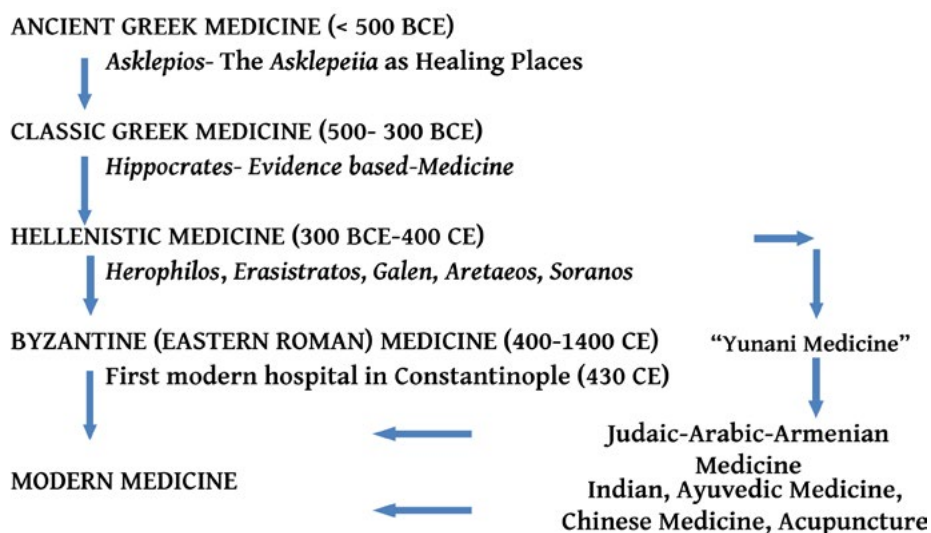 ANCIENT GREEK MEDICINE (< 500 BCE)
Asklepios- The Asklepeiia as Healing Places
CLASSIC GREEK MEDICINE (500- 300 BCE)
Hippocrates- Evidence based-Medicine
HELLENISTIC MEDICINE (300 BCE-400 CE)
Herophilos, Erasistratos, Galen, Aretaeos, Soranos
BYZANTINE (EASTERN ROMAN) MEDICINE (400-1400 CE)
First modern hospital in Constantinople (430 CE)
MODERN MEDICINE
“Yunani Medicine”
Judaic-Arabic-Armenian
Medicine
Indian, Ayuvedic Medicine,
Chinese Medicine, Acupuncture